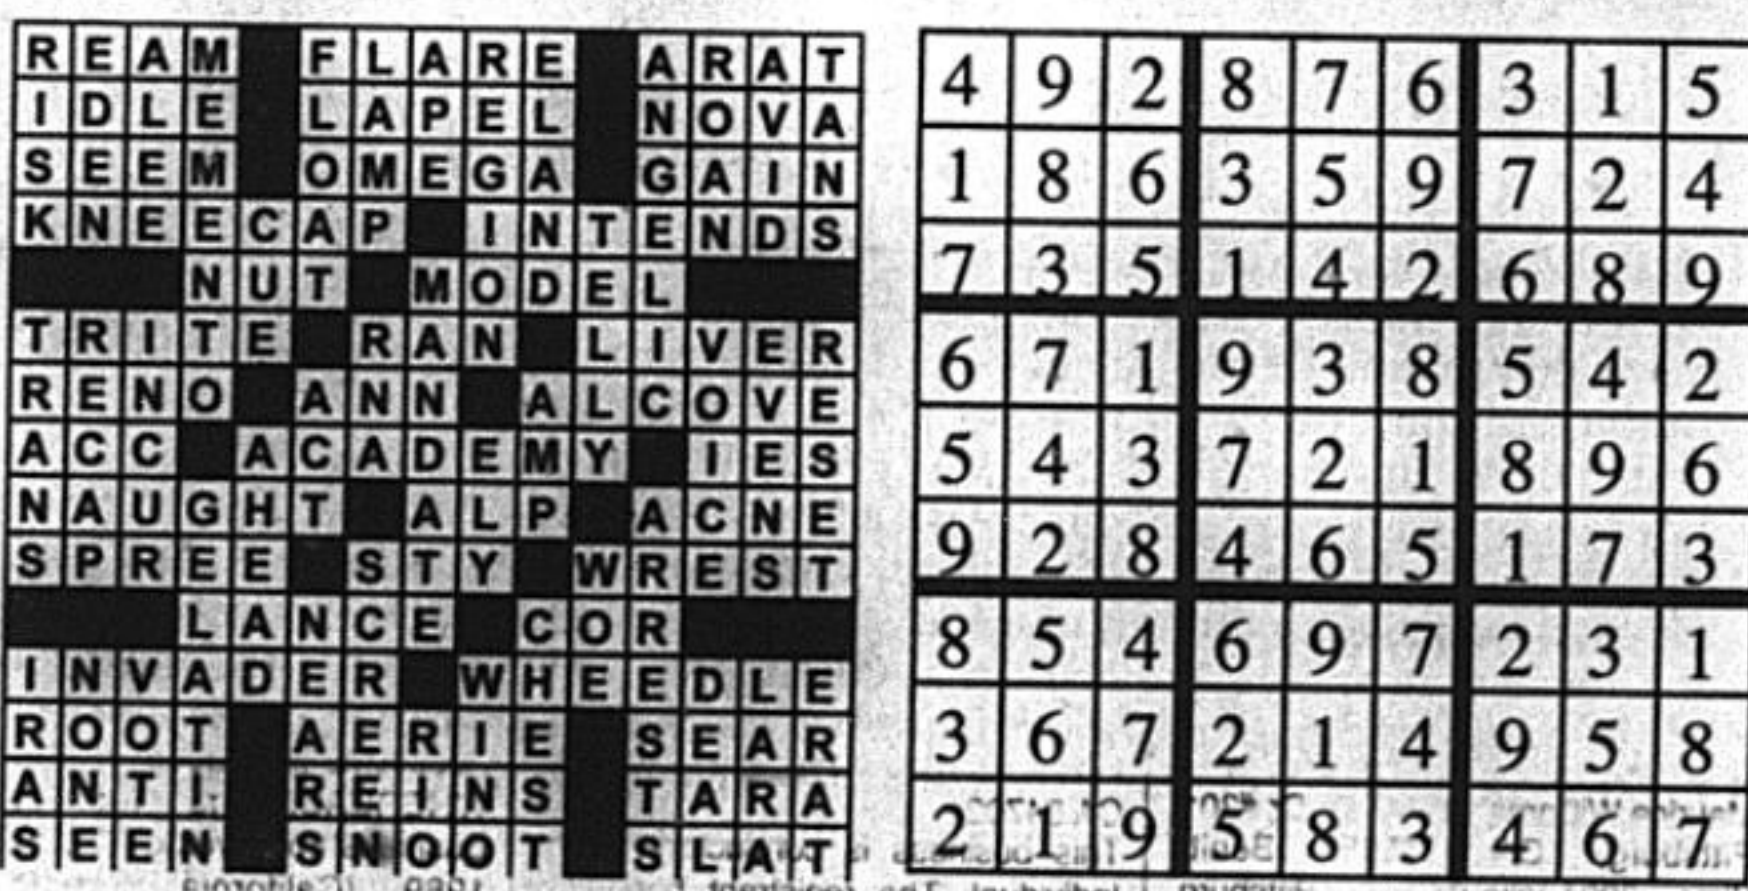 REAM FLARE ARAT
IDLE LAPEL NOVA
SEEM OMEGA GAIN
KNEECAP INTENDS
NUT MODEL
TRITE RAN LIVER
RENO ANN ALCOVE
ACC ACADEMY IES
NAUGHT ALP ACNE
SPREE STY WREST
LANCE COR
INVADER WHEEDLE
ROOT AERIE SEAR
ANTI REINS TARA
SEEN SNOOT SLAT
4 9 2 8 7 6 3 1 5
1 8 6 3 5 9 7 2 4
7 3 5 1 4 2 6 8 9
6 7 1 9 3 8 5 4 2
5 4 3 7 2 1 8 9 6
9 2 8 4 6 5 1 7 3
8 5 4 6 9 7 2 3 1
3 6 7 2 1 4 9 5 8
2 1 9 5 8 3 4 6 7